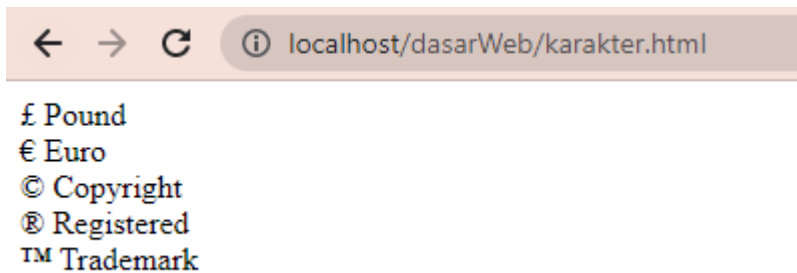 localhost/dasarWeb/karakter.html
£ Pound
€ Euro
© Copyright
® Registered
™ Trademark